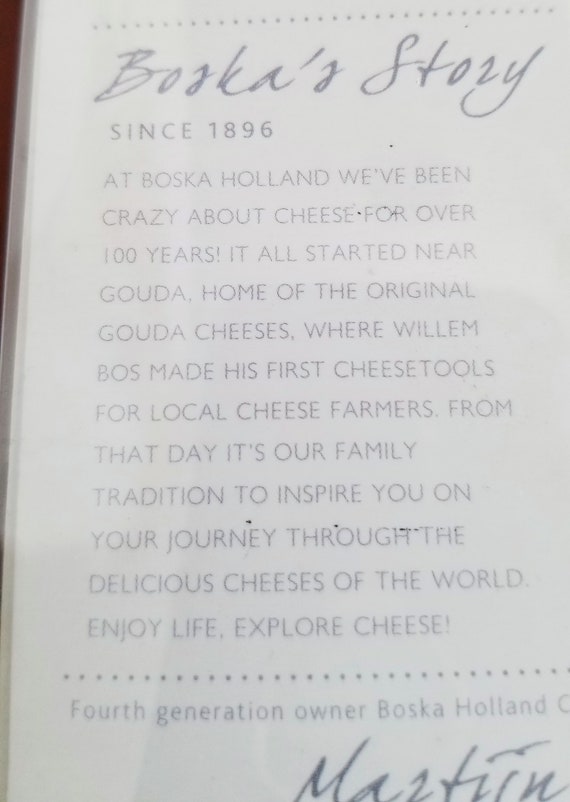 Boska's Story
SINCE 1896
AT BOSKA HOLLAND WE'VE BEEN
CRAZY ABOUT CHEESE FOR OVER
100 YEARS! IT ALL STARTED NEAR
GOUDA, HOME OF THE ORIGINAL
GOUDA CHEESES, WHERE WILLEM
BOS MADE HIS FIRST CHEESETOOLS
FOR LOCAL CHEESE FARMERS. FROM
THAT DAY IT'S OUR FAMILY
TRADITION TO INSPIRE YOU ON
YOUR JOURNEY THROUGH THE
DELICIOUS CHEESES OF THE WORLD.
ENJOY LIFE, EXPLORE CHEESE!
Fourth generation owner Boska Holland
Martijn